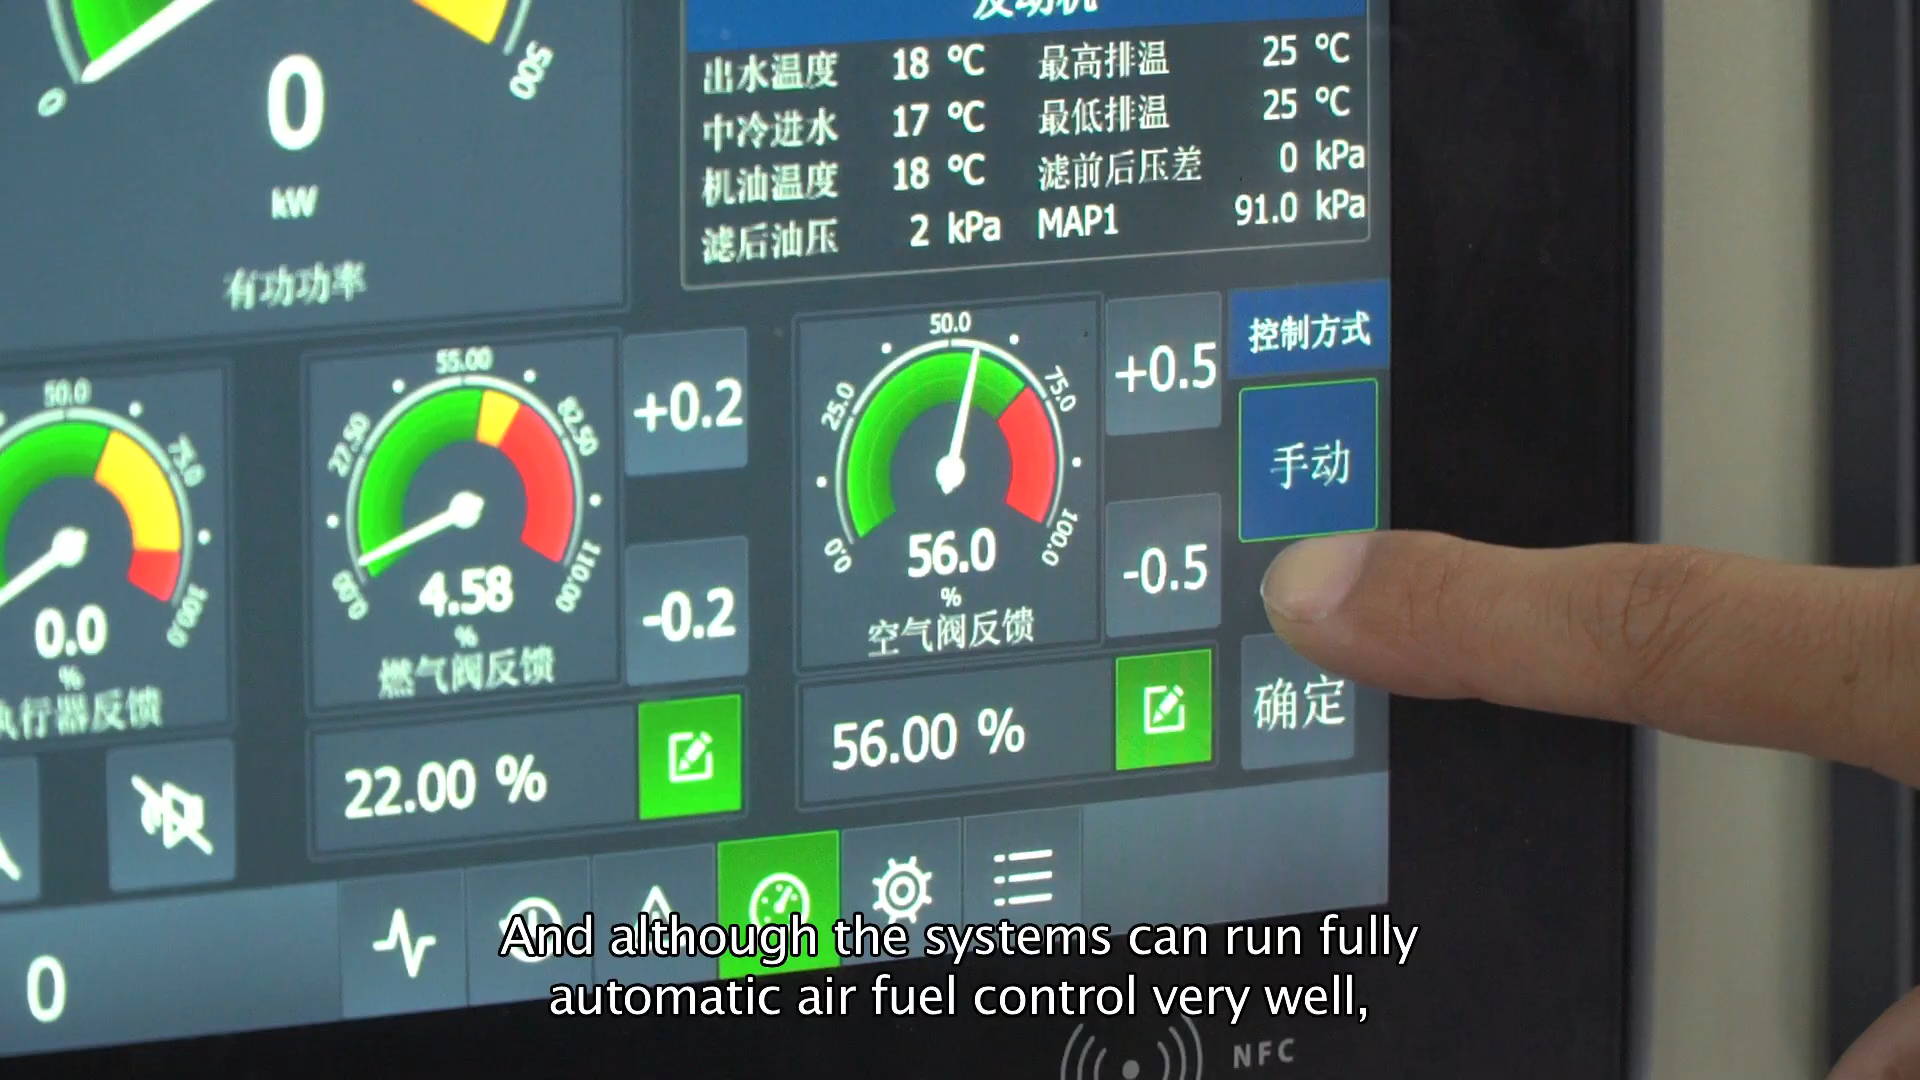 发动机
出水温度 18 °C 最高排温 25 °C
中冷进水 17 °C 最低排温 25 °C
机油温度 18 °C 滤前后压差 0 kPa
滤后油压 2 kPa MAP1 91.0 kPa
0 500
0
kW
有功功率
50.0 75.0 100.0
0.0
%
执行器反馈
0.00 27.50 55.00 82.50 110.00
4.58
%
燃气阀反馈
+0.2
-0.2
22.00 %
0.0 25.0 50.0 75.0 100.0
56.0
%
空气阀反馈
+0.5
-0.5
56.00 %
控制方式
手动
确定
0
And although the systems can run fully
automatic air fuel control very well,
NFC